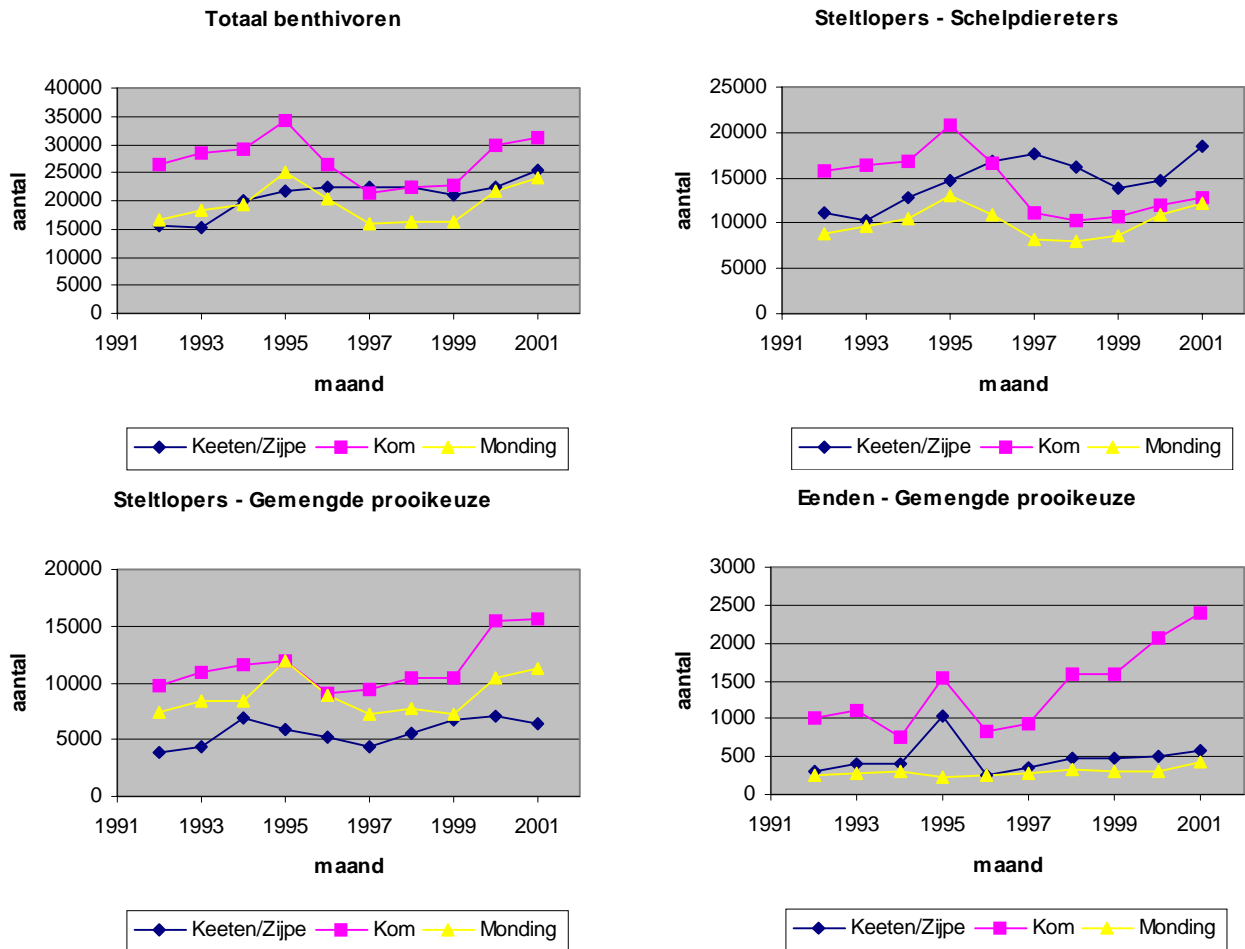 Totaal benthivoren
40000
35000
30000
25000
20000
15000
10000
5000
0
aantal
1991 1993 1995 1997 1999 2001
maand
Keeten/Zijpe Kom Monding
Steltlopers - Schelpdiereters
25000
20000
15000
10000
5000
0
aantal
1991 1993 1995 1997 1999 2001
maand
Keeten/Zijpe Kom Monding
Steltlopers - Gemengde prooikeuze
20000
15000
10000
5000
0
aantal
1991 1993 1995 1997 1999 2001
maand
Keeten/Zijpe Kom Monding
Eenden - Gemengde prooikeuze
3000
2500
2000
1500
1000
500
0
aantal
1991 1993 1995 1997 1999 2001
maand
Keeten/Zijpe Kom Monding